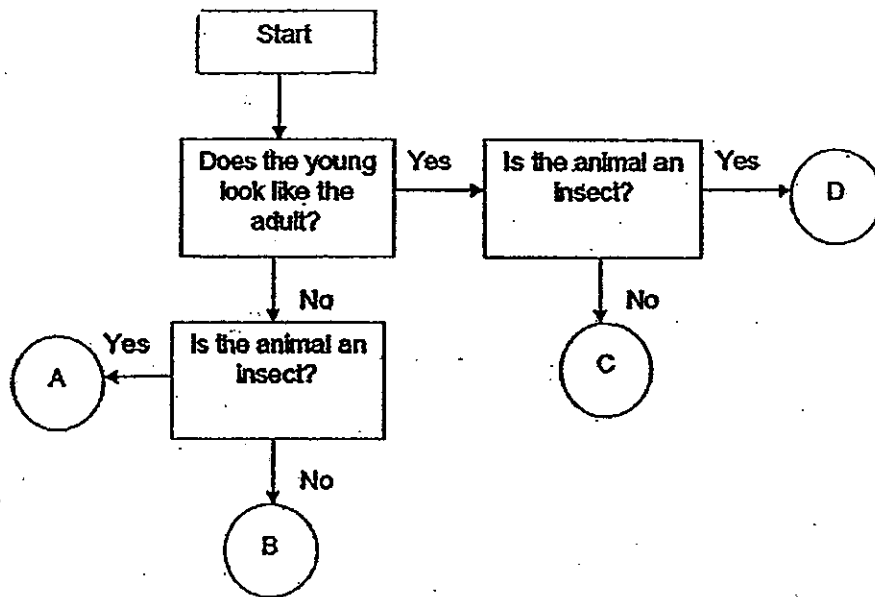 Start
Does the young
look like the
adult?
Yes
Is the animal an
insect?
Yes
D
No
No
Yes
Is the animal an
insect?
A
C
No
B